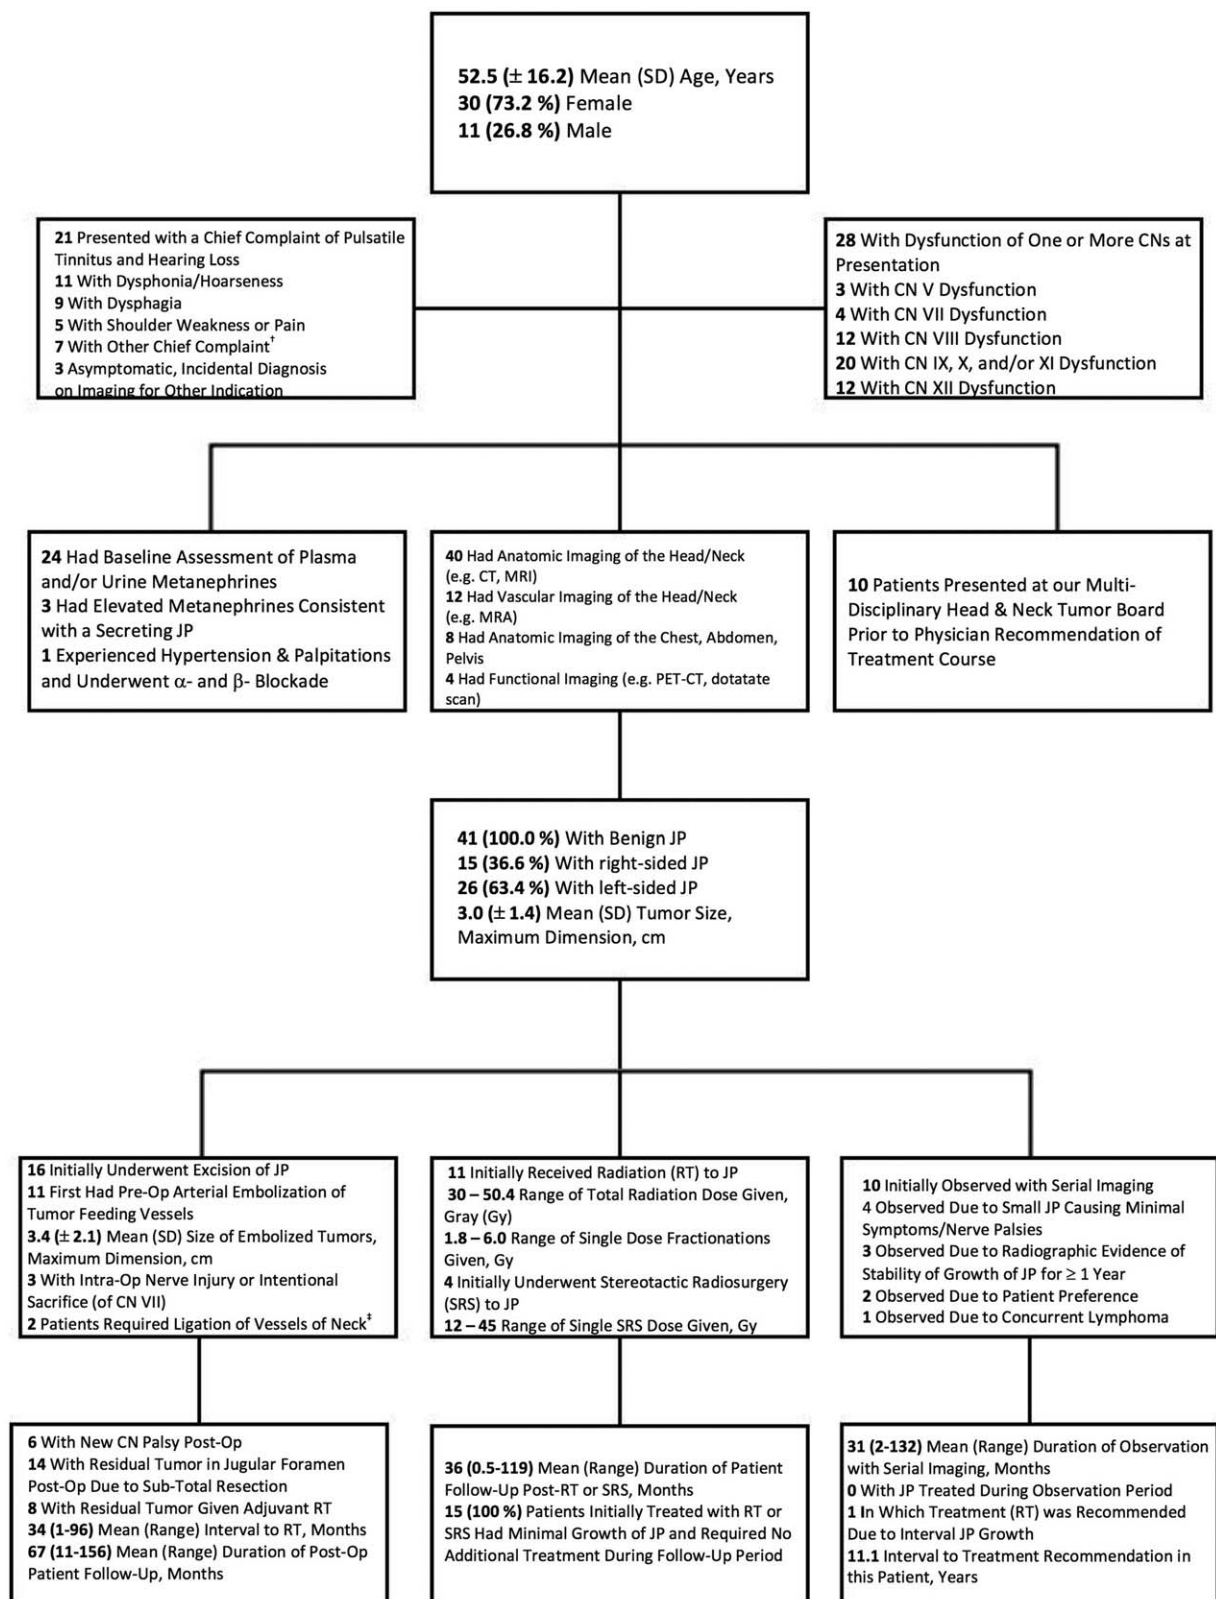 52.5 (± 16.2) Mean (SD) Age, Years
30 (73.2 %) Female
11 (26.8 %) Male
21 Presented with a Chief Complaint of Pulsatile
Tinnitus and Hearing Loss
11 With Dysphonia/Hoarseness
9 With Dysphagia
5 With Shoulder Weakness or Pain
7 With Other Chief Complaint†
3 Asymptomatic, Incidental Diagnosis
on Imaging for Other Indication
28 With Dysfunction of One or More CNs at
Presentation
3 With CN V Dysfunction
4 With CN VII Dysfunction
12 With CN VIII Dysfunction
20 With CN IX, X, and/or XI Dysfunction
12 With CN XII Dysfunction
24 Had Baseline Assessment of Plasma
and/or Urine Metanephrines
3 Had Elevated Metanephrines Consistent
with a Secreting JP
1 Experienced Hypertension & Palpitations
and Underwent α- and β- Blockade
40 Had Anatomic Imaging of the Head/Neck
(e.g. CT, MRI)
12 Had Vascular Imaging of the Head/Neck
(e.g. MRA)
8 Had Anatomic Imaging of the Chest, Abdomen,
Pelvis
4 Had Functional Imaging (e.g. PET-CT, dotatate
scan)
10 Patients Presented at our Multi-
Disciplinary Head & Neck Tumor Board
Prior to Physician Recommendation of
Treatment Course
41 (100.0 %) With Benign JP
15 (36.6 %) With right-sided JP
26 (63.4 %) With left-sided JP
3.0 (± 1.4) Mean (SD) Tumor Size,
Maximum Dimension, cm
16 Initially Underwent Excision of JP
11 First Had Pre-Op Arterial Embolization of
Tumor Feeding Vessels
3.4 (± 2.1) Mean (SD) Size of Embolized Tumors,
Maximum Dimension, cm
3 With Intra-Op Nerve Injury or Intentional
Sacrifice (of CN VII)
2 Patients Required Ligation of Vessels of Neck‡
11 Initially Received Radiation (RT) to JP
30 – 50.4 Range of Total Radiation Dose Given,
Gray (Gy)
1.8 – 6.0 Range of Single Dose Fractionations
Given, Gy
4 Initially Underwent Stereotactic Radiosurgery
(SRS) to JP
12 – 45 Range of Single SRS Dose Given, Gy
10 Initially Observed with Serial Imaging
4 Observed Due to Small JP Causing Minimal
Symptoms/Nerve Palsies
3 Observed Due to Radiographic Evidence of
Stability of Growth of JP for ≥ 1 Year
2 Observed Due to Patient Preference
1 Observed Due to Concurrent Lymphoma
6 With New CN Palsy Post-Op
14 With Residual Tumor in Jugular Foramen
Post-Op Due to Sub-Total Resection
8 With Residual Tumor Given Adjuvant RT
34 (1-96) Mean (Range) Interval to RT, Months
67 (11-156) Mean (Range) Duration of Post-Op
Patient Follow-Up, Months
36 (0.5-119) Mean (Range) Duration of Patient
Follow-Up Post-RT or SRS, Months
15 (100 %) Patients Initially Treated with RT or
SRS Had Minimal Growth of JP and Required No
Additional Treatment During Follow-Up Period
31 (2-132) Mean (Range) Duration of Observation
with Serial Imaging, Months
0 With JP Treated During Observation Period
1 In Which Treatment (RT) was Recommended
Due to Interval JP Growth
11.1 Interval to Treatment Recommendation in
this Patient, Years